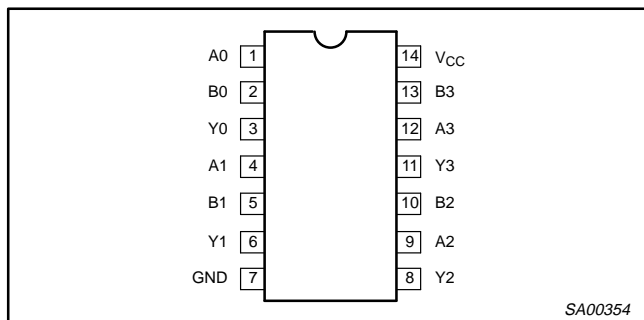 A0 1 14 VCC
B0 2 13 B3
Y0 3 12 A3
A1 4 11 Y3
B1 5 10 B2
Y1 6 9 A2
GND 7 8 Y2
SA00354